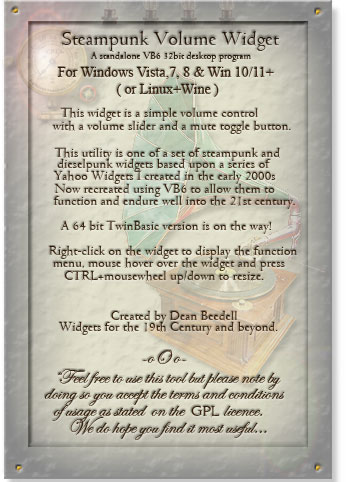 Steampunk Volume Widget
A standalone VB6 32bit desktop program
For Windows Vista,7, 8 & Win 10/11+
( or Linux+Wine )
This widget is a simple volume control
with a volume slider and a mute toggle button.
This utility is one of a set of steampunk and
dieselpunk widgets based upon a series of
Yahoo Widgets I created in the early 2000s
Now recreated using VB6 to allow them to
function and endure well into the 21st century.
A 64 bit TwinBasic version is on the way!
Right-click on the widget to display the function
menu, mouse hover over the widget and press
CTRL+mousewheel up/down to resize.
Created by Dean Beedell
Widgets for the 19th Century and beyond.
-o O o-
Feel free to use this tool but please note by
doing so you accept the terms and conditions
of usage as stated on the GPL licence.
We do hope you find it most useful...